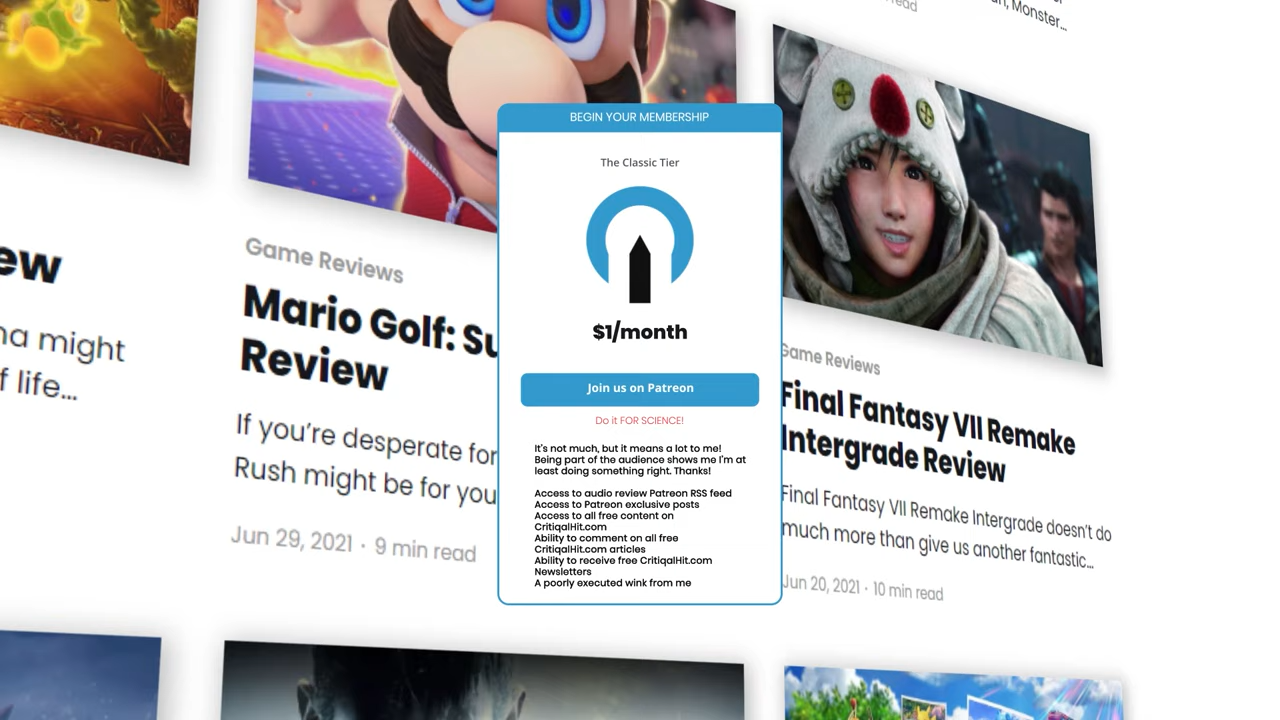 read
Monster...
BEGIN YOUR MEMBERSHIP
The Classic Tier
$1/month
Join us on Patreon
Do it FOR SCIENCE!
It's not much, but it means a lot to me!
Being part of the audience shows me I'm at
least doing something right. Thanks!
Access to audio review Patreon RSS feed
Access to Patreon exclusive posts
Access to all free content on
CritiqalHit.com
Ability to comment on all free
CritiqalHit.com articles
Ability to receive free CritiqalHit.com
Newsletters
A poorly executed wink from me
ew
might
f life...
Game Reviews
Mario Golf: Su
Review
If you're desperate for
Rush might be for you
Jun 29, 2021 · 9 min read
Game Reviews
Final Fantasy VII Remake
Intergrade Review
Final Fantasy VII Remake Intergrade doesn't do
much more than give us another fantastic...
Jun 20, 2021 · 10 min read